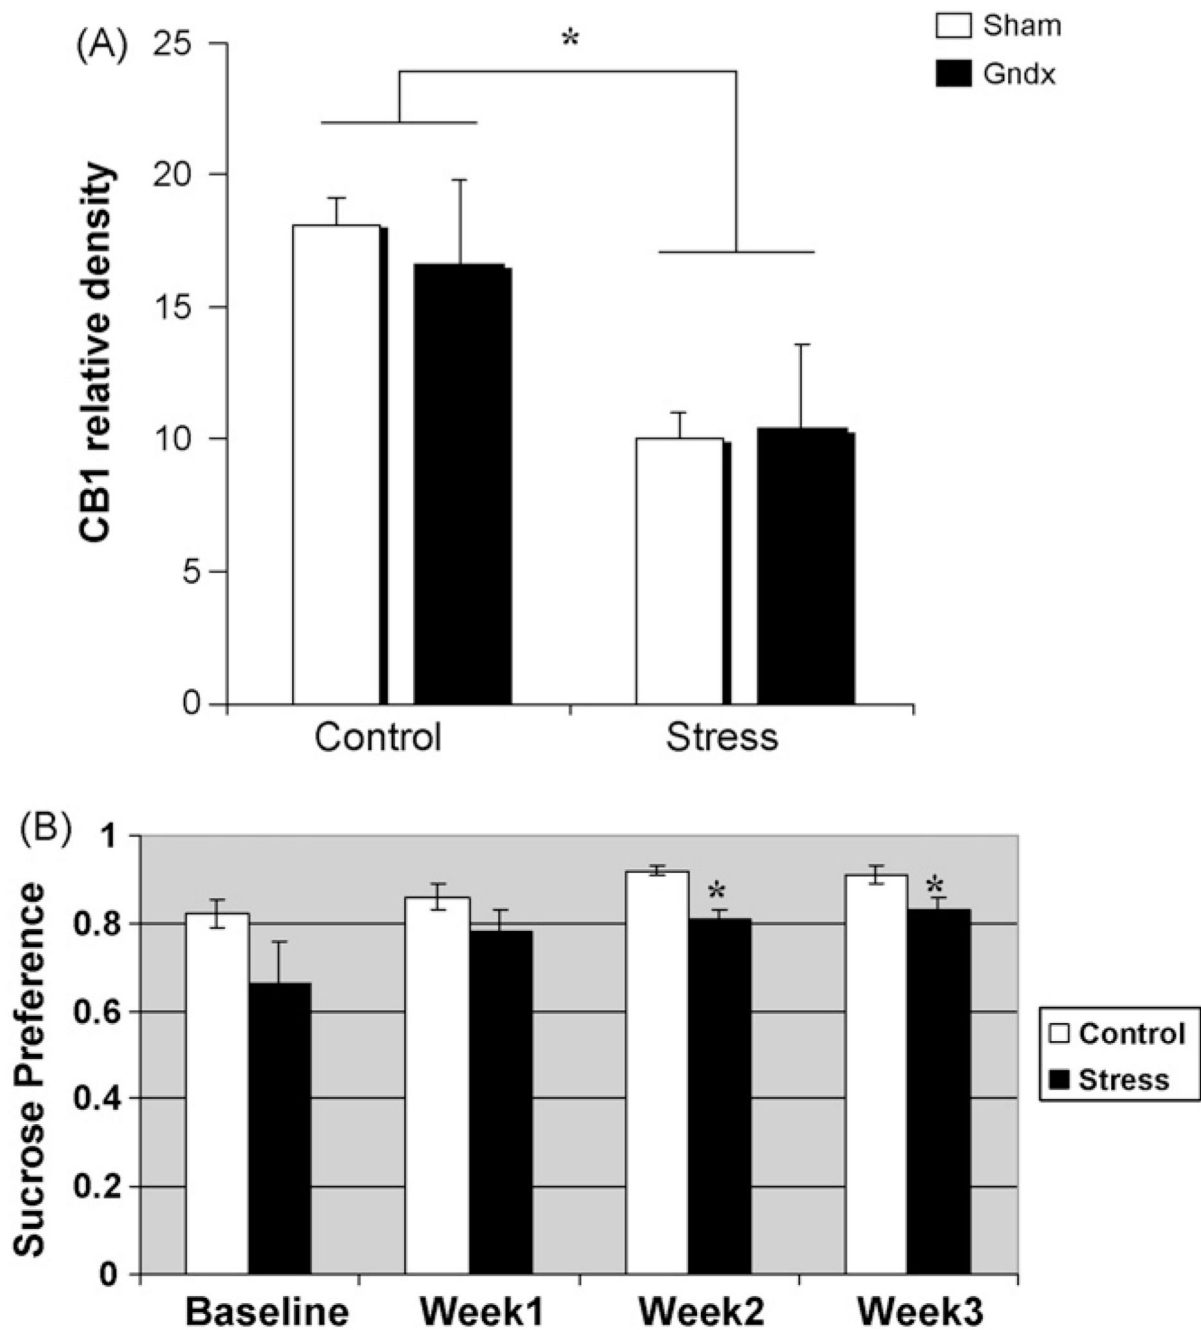 (A)
*
Sham
Gndx
CB1 relative density
25
20
15
10
5
0
Control
Stress
(B)
Sucrose Preference
1
0.8
0.6
0.4
0.2
0
*
*
Control
Stress
Baseline
Week1
Week2
Week3